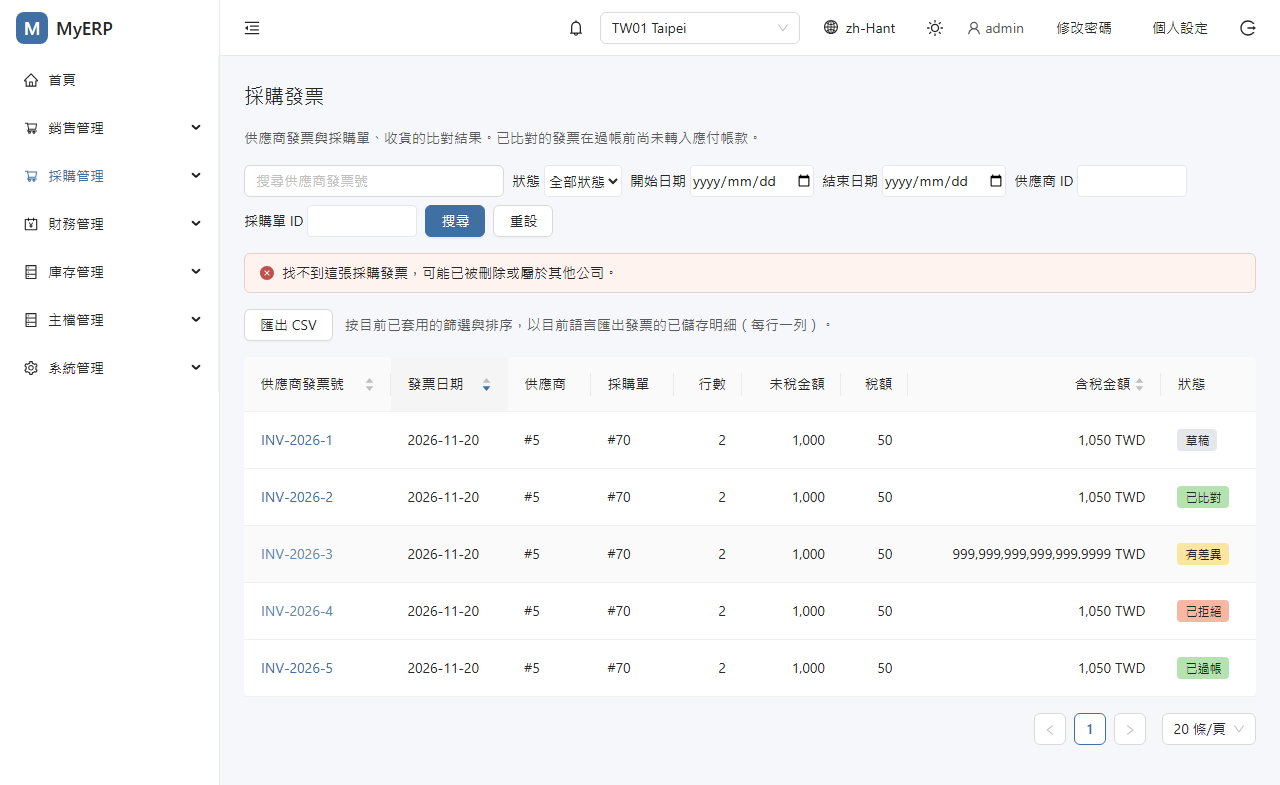 M MyERP
TW01 Taipei zh-Hant admin 修改密碼 個人設定
首頁
銷售管理
採購管理
財務管理
庫存管理
主檔管理
系統管理
採購發票
供應商發票與採購單、收貨的比對結果。已比對的發票在過帳前尚未轉入應付帳款。
搜尋供應商發票號 狀態 全部狀態 開始日期 yyyy/mm/dd 結束日期 yyyy/mm/dd 供應商 ID
採購單 ID 搜尋 重設
找不到這張採購發票，可能已被刪除或屬於其他公司。
匯出 CSV 按目前已套用的篩選與排序，以目前語言匯出發票的已儲存明細（每行一列）。
供應商發票號 發票日期 供應商 採購單 行數 未稅金額 稅額 含稅金額 狀態
INV-2026-1 2026-11-20 #5 #70 2 1,000 50 1,050 TWD 草稿
INV-2026-2 2026-11-20 #5 #70 2 1,000 50 1,050 TWD 已比對
INV-2026-3 2026-11-20 #5 #70 2 1,000 50 999,999,999,999,999.9999 TWD 有差異
INV-2026-4 2026-11-20 #5 #70 2 1,000 50 1,050 TWD 已拒絕
INV-2026-5 2026-11-20 #5 #70 2 1,000 50 1,050 TWD 已過帳
1 20 條/頁